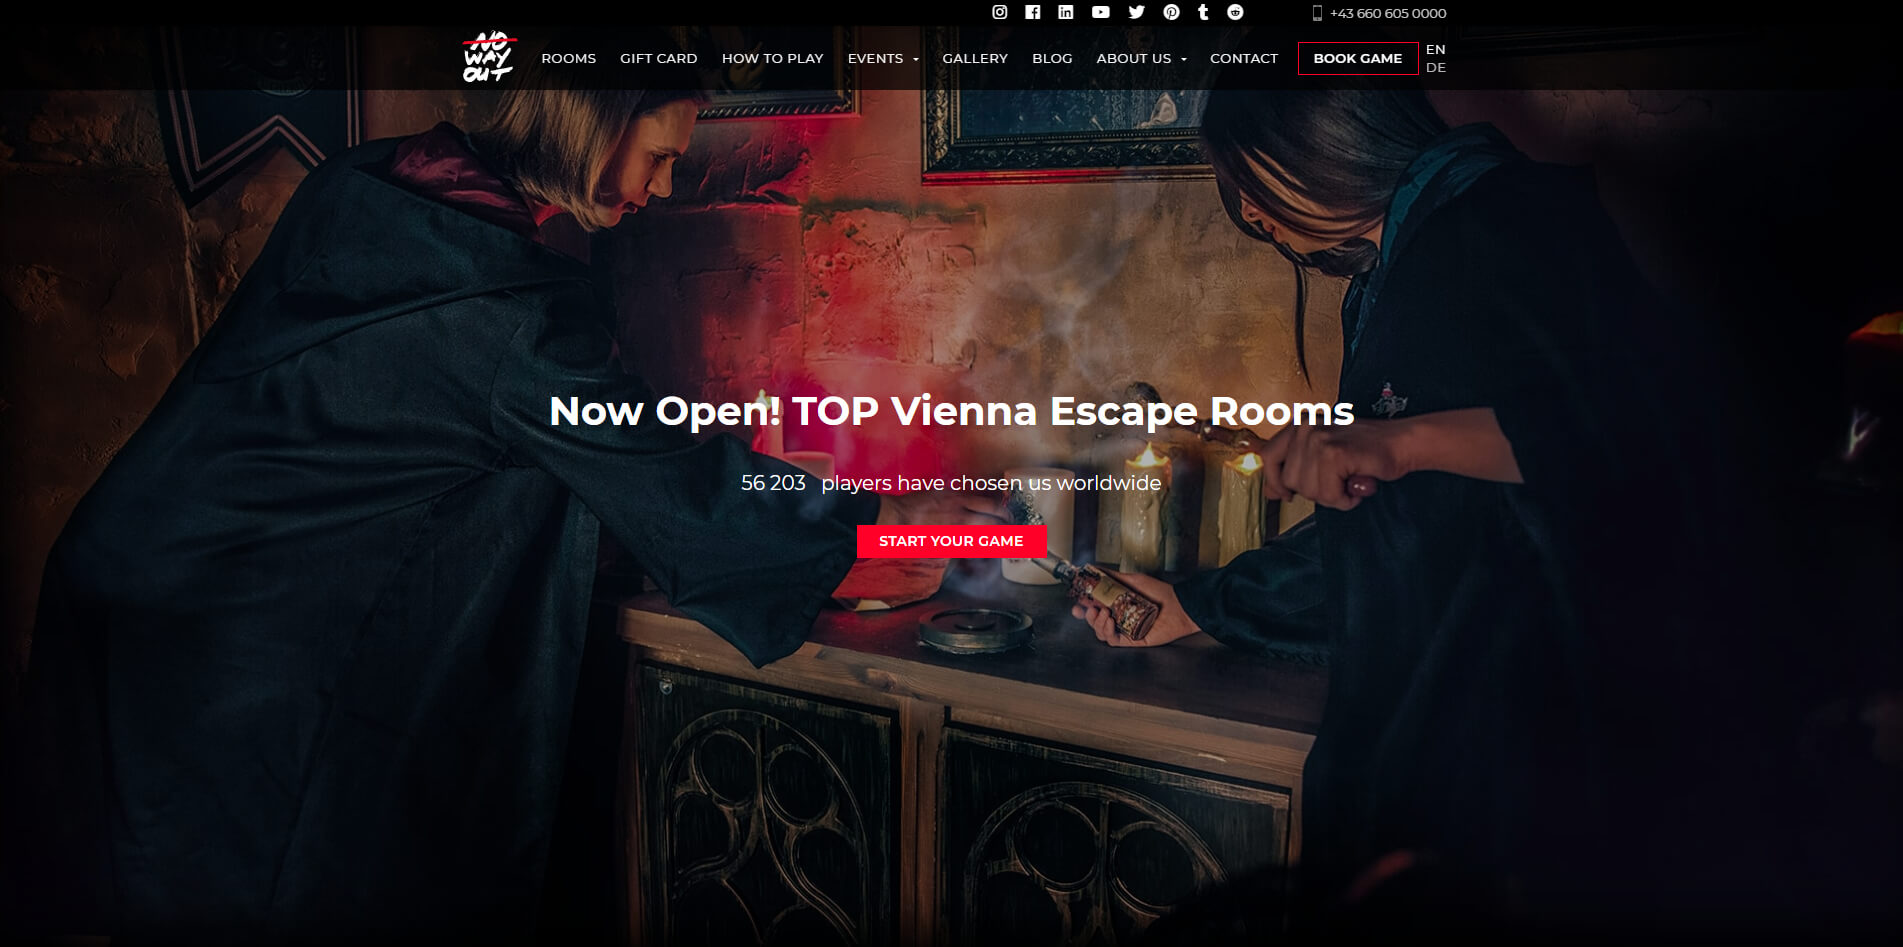 +43 660 605 0000
NO
WAY
OUT
ROOMS
GIFT CARD
HOW TO PLAY
EVENTS
GALLERY
BLOG
ABOUT US
CONTACT
BOOK GAME
EN
DE
Now Open! TOP Vienna Escape Rooms
56 203 players have chosen us worldwide
START YOUR GAME